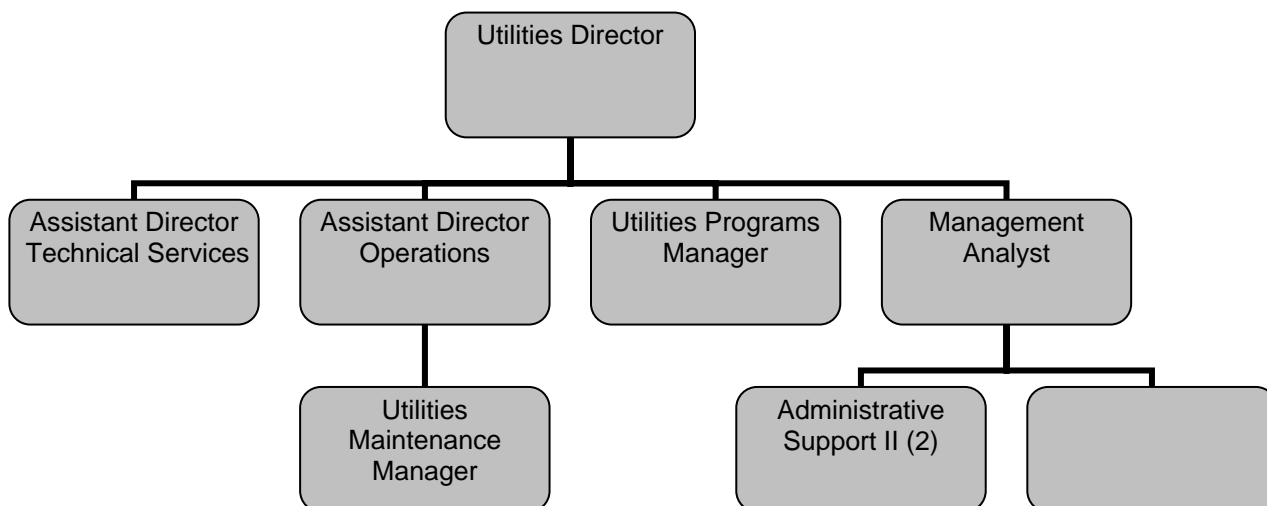 Utilities Director
Assistant Director
Technical Services
Assistant Director
Operations
Utilities Programs
Manager
Management
Analyst
Utilities
Maintenance
Manager
Administrative
Support II (2)